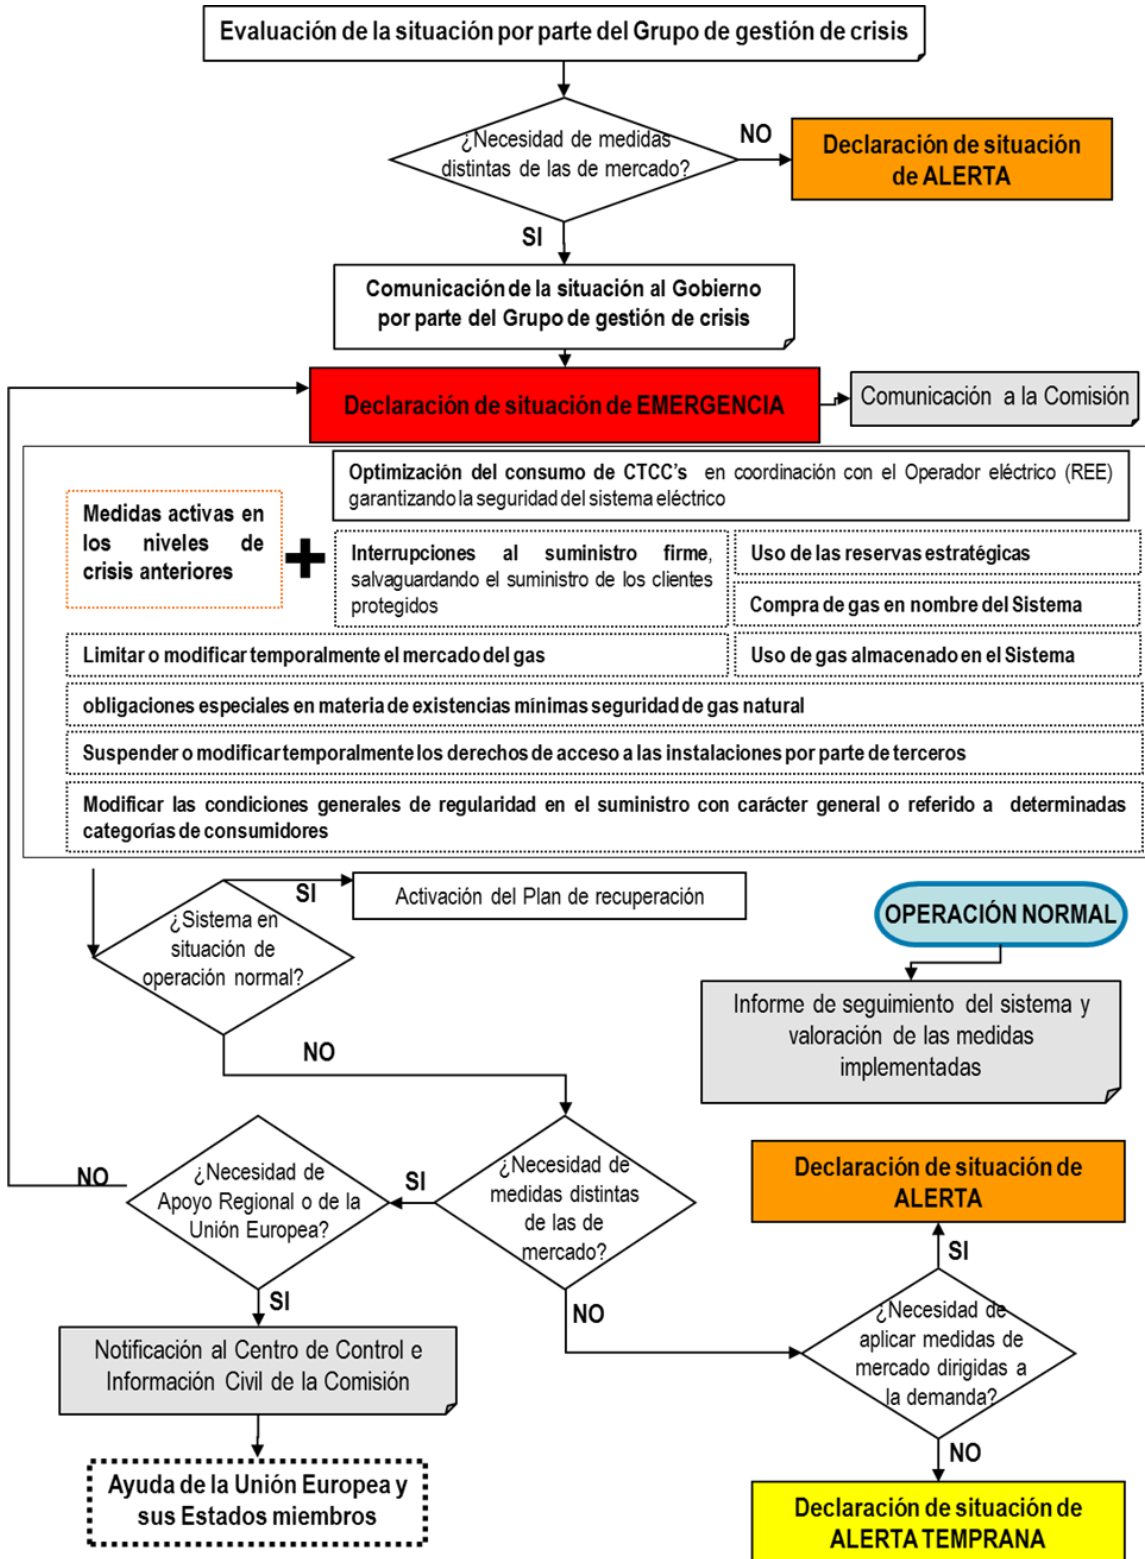 Evaluación de la situación por parte del Grupo de gestión de crisis
¿Necesidad de medidas
distintas de las de mercado?
NO
Declaración de situación
de ALERTA
SI
Comunicación de la situación al Gobierno
por parte del Grupo de gestión de crisis
Declaración de situación de EMERGENCIA
Comunicación a la Comisión
Optimización del consumo de CTCC's en coordinación con el Operador eléctrico (REE)
garantizando la seguridad del sistema eléctrico
Medidas activas en
los niveles de
crisis anteriores
Interrupciones al suministro firme,
salvaguardando el suministro de los clientes
protegidos
Uso de las reservas estratégicas
Compra de gas en nombre del Sistema
Limitar o modificar temporalmente el mercado del gas
Uso de gas almacenado en el Sistema
obligaciones especiales en materia de existencias mínimas seguridad de gas natural
Suspender o modificar temporalmente los derechos de acceso a las instalaciones por parte de terceros
Modificar las condiciones generales de regularidad en el suministro con carácter general o referido a determinadas
categorías de consumidores
¿Sistema en
situación de
operación normal?
SI
Activación del Plan de recuperación
OPERACIÓN NORMAL
Informe de seguimiento del sistema y
valoración de las medidas
implementadas
NO
¿Necesidad de
medidas distintas
de las de
mercado?
SI
¿Necesidad de
Apoyo Regional o de la
Unión Europea?
NO
SI
Notificación al Centro de Control e
Información Civil de la Comisión
Ayuda de la Unión Europea y
sus Estados miembros
NO
¿Necesidad de
aplicar medidas de
mercado dirigidas a
la demanda?
SI
Declaración de situación de
ALERTA
NO
Declaración de situación de
ALERTA TEMPRANA